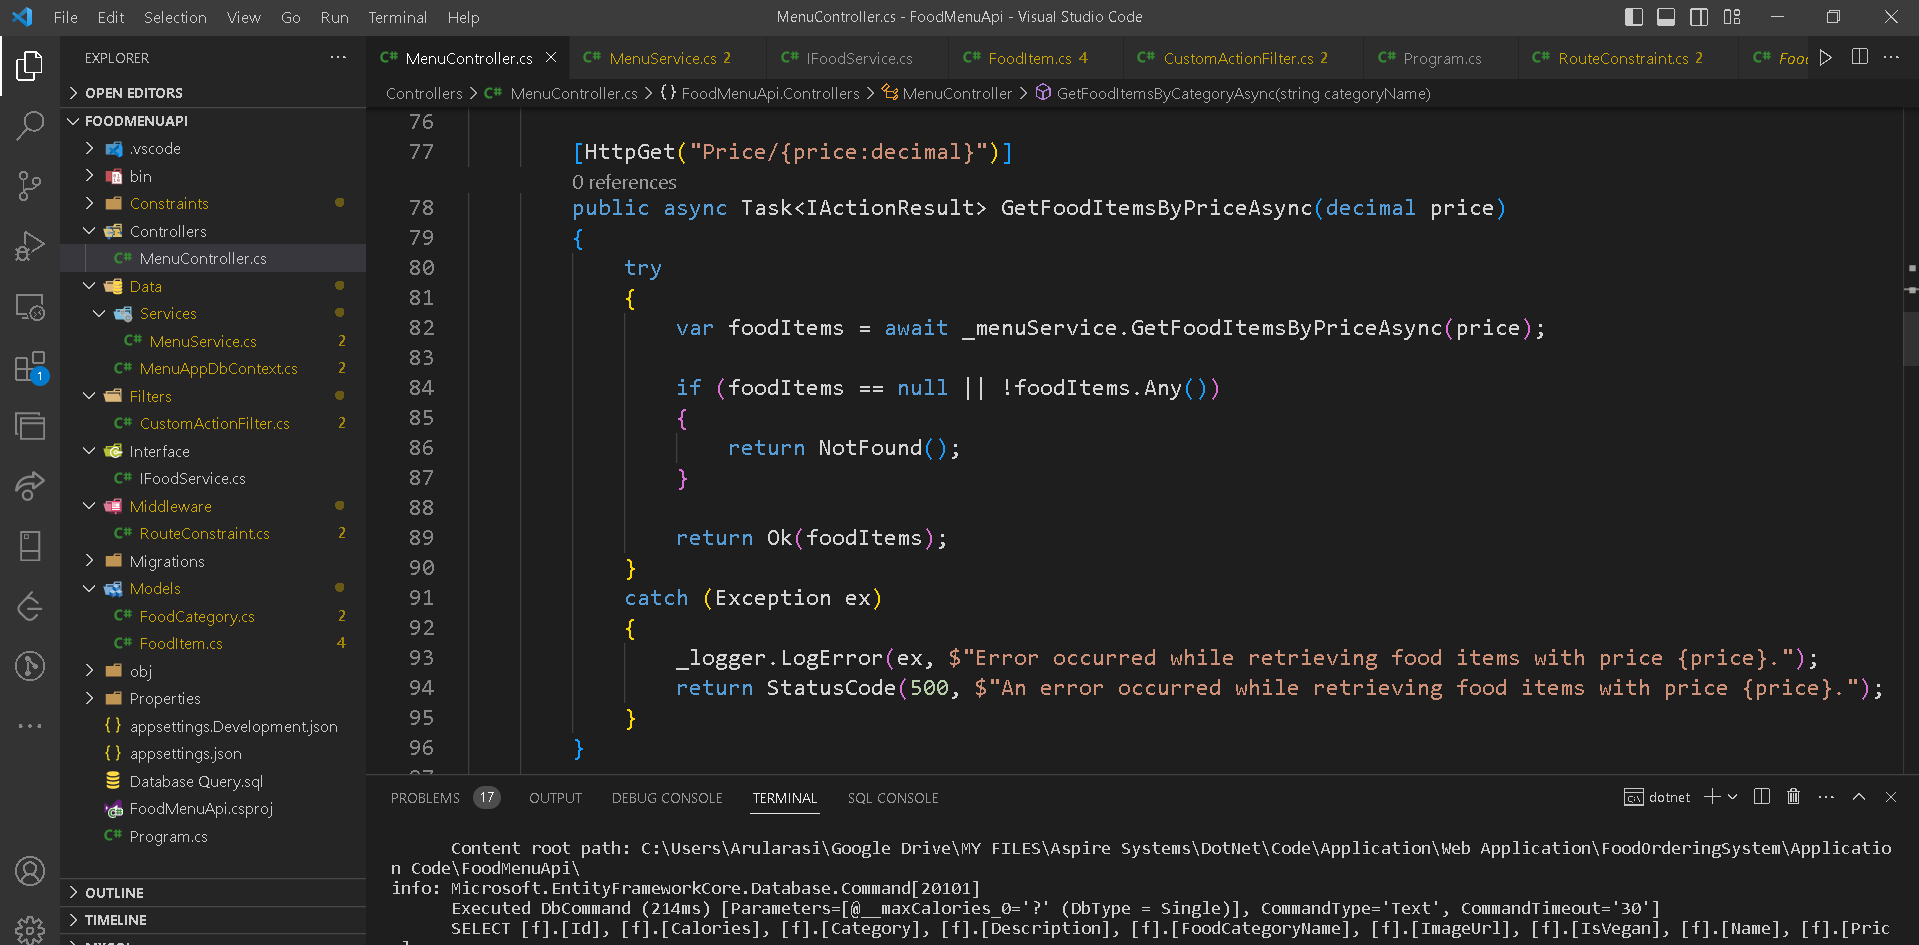 File Edit Selection View Go Run Terminal Help
MenuController.cs - FoodMenuApi - Visual Studio Code
EXPLORER
OPEN EDITORS
FOODMENUAPI
.vscode
bin
Constraints
Controllers
C# MenuController.cs
Data
Services
C# MenuService.cs 2
C# MenuAppDbContext.cs 2
Filters
C# CustomActionFilter.cs 2
Interface
C# IFoodService.cs
Middleware
C# RouteConstraint.cs 2
Migrations
Models
C# FoodCategory.cs 2
C# FoodItem.cs 4
obj
Properties
{} appsettings.Development.json
{} appsettings.json
Database Query.sql
FoodMenuApi.csproj
C# Program.cs
OUTLINE
TIMELINE
1
C# MenuController.cs C# MenuService.cs 2 C# IFoodService.cs C# FoodItem.cs 4 C# CustomActionFilter.cs 2 C# Program.cs C# RouteConstraint.cs 2 C# Food
Controllers > C# MenuController.cs > {} FoodMenuApi.Controllers > MenuController > GetFoodItemsByCategoryAsync(string categoryName)
76
77 [HttpGet("Price/{price:decimal}")]
0 references
78 public async Task<IActionResult> GetFoodItemsByPriceAsync(decimal price)
79 {
80 try
81 {
82 var foodItems = await _menuService.GetFoodItemsByPriceAsync(price);
83
84 if (foodItems == null || !foodItems.Any())
85 {
86 return NotFound();
87 }
88
89 return Ok(foodItems);
90 }
91 catch (Exception ex)
92 {
93 _logger.LogError(ex, $"Error occurred while retrieving food items with price {price}.");
94 return StatusCode(500, $"An error occurred while retrieving food items with price {price}.");
95 }
96 }
PROBLEMS 17 OUTPUT DEBUG CONSOLE TERMINAL SQL CONSOLE
dotnet
Content root path: C:\Users\Arularasi\Google Drive\MY FILES\Aspire Systems\DotNet\Code\Application\Web Application\FoodOrderingSystem\Applicatio
n Code\FoodMenuApi\
info: Microsoft.EntityFrameworkCore.Database.Command[20101]
Executed DbCommand (214ms) [Parameters=[@__maxCalories_0='?' (DbType = Single)], CommandType='Text', CommandTimeout='30']
SELECT [f].[Id], [f].[Calories], [f].[Category], [f].[Description], [f].[FoodCategoryName], [f].[ImageUrl], [f].[IsVegan], [f].[Name], [f].[Pric